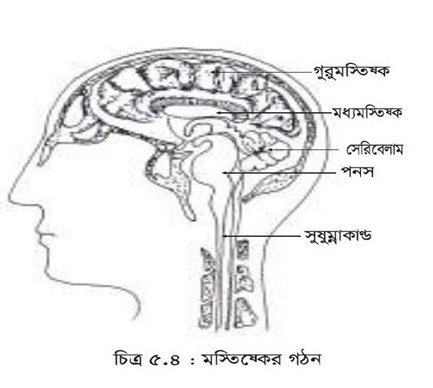 গুরুমস্তিষ্ক
মধ্যমস্তিষ্ক
সেরিবেলাম
পনস
সুষুম্নাকান্ড
চিত্র ৫.৪ : মস্তিষ্কের গঠন